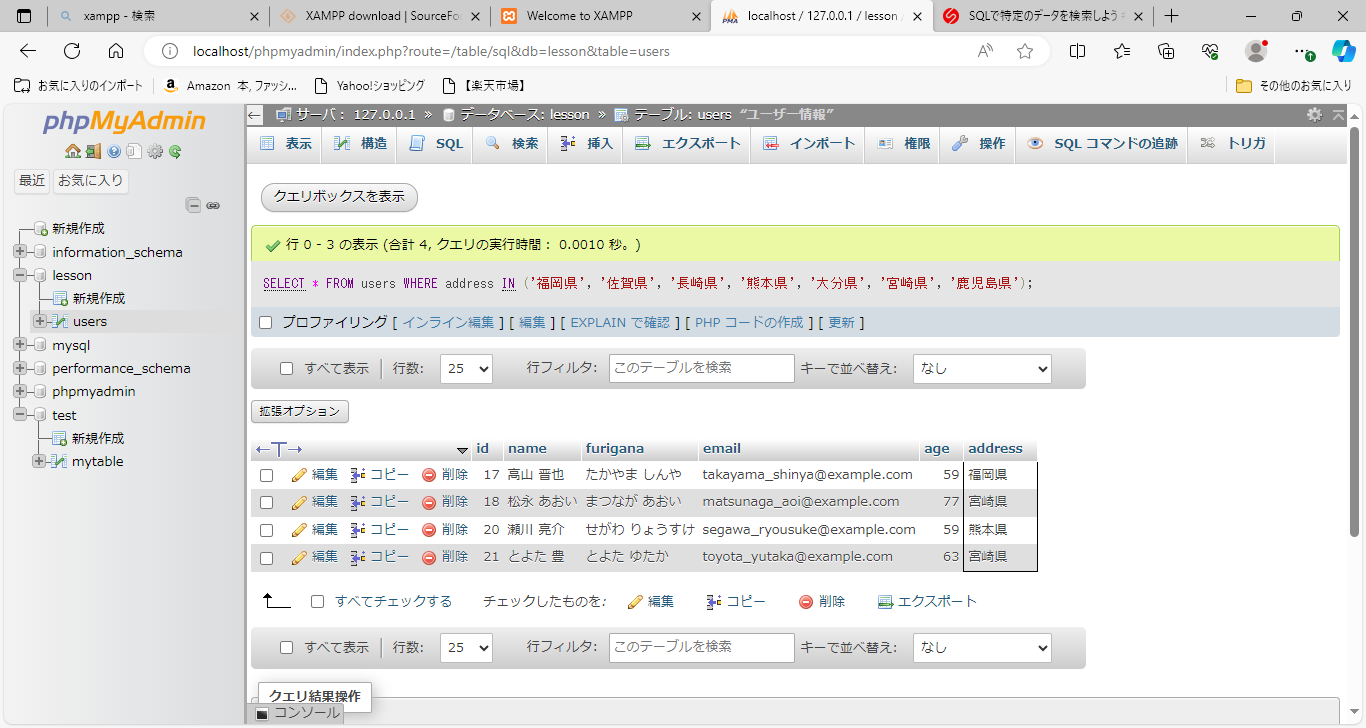 xampp - 検索
XAMPP download | SourceFo
Welcome to XAMPP
localhost / 127.0.0.1 / lesson
SQLで特定のデータを検索しよう
localhost/phpmyadmin/index.php?route=/table/sql&db=lesson&table=users
お気に入りのインポート
Amazon 本, ファッシ...
Yahoo!ショッピング
【楽天市場】
その他のお気に入り
phpMyAdmin
最近 お気に入り
新規作成
information_schema
lesson
新規作成
users
mysql
performance_schema
phpmyadmin
test
新規作成
mytable
サーバ: 127.0.0.1 » データベース: lesson » テーブル: users "ユーザー情報"
表示 構造 SQL 検索 挿入 エクスポート インポート 権限 操作 SQL コマンドの追跡 トリガ
クエリボックスを表示
行 0 - 3 の表示 (合計 4, クエリの実行時間: 0.0010 秒。)
SELECT * FROM users WHERE address IN ('福岡県', '佐賀県', '長崎県', '熊本県', '大分県', '宮崎県', '鹿児島県');
プロファイリング [ インライン編集 ] [ 編集 ] [ EXPLAIN で確認 ] [ PHP コードの作成 ] [ 更新 ]
すべて表示 行数: 25 行フィルタ: このテーブルを検索 キーで並べ替え: なし
拡張オプション
←T→ id name furigana email age address
編集 コピー 削除 17 高山 晋也 たかやま しんや takayama_shinya@example.com 59 福岡県
編集 コピー 削除 18 松永 あおい まつなが あおい matsunaga_aoi@example.com 77 宮崎県
編集 コピー 削除 20 瀬川 亮介 せがわ りょうすけ segawa_ryousuke@example.com 59 熊本県
編集 コピー 削除 21 とよた 豊 とよた ゆたか toyota_yutaka@example.com 63 宮崎県
すべてチェックする チェックしたものを: 編集 コピー 削除 エクスポート
すべて表示 行数: 25 行フィルタ: このテーブルを検索 キーで並べ替え: なし
クエリ結果操作
コンソール